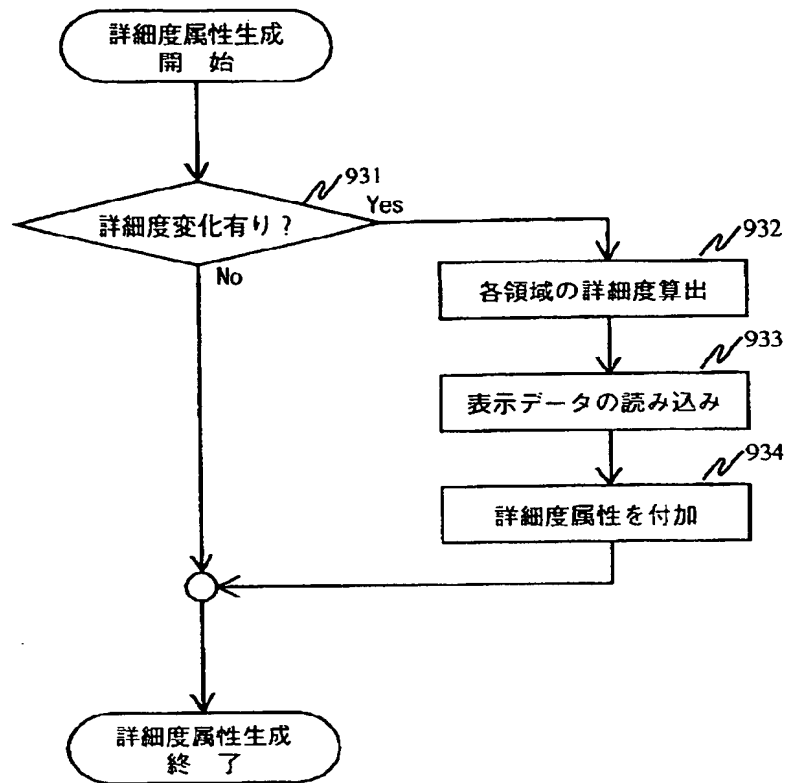 詳細度属性生成
開 始
931
詳細度変化有り?
Yes
No
932
各領域の詳細度算出
933
表示データの読み込み
934
詳細度属性を付加
詳細度属性生成
終 了